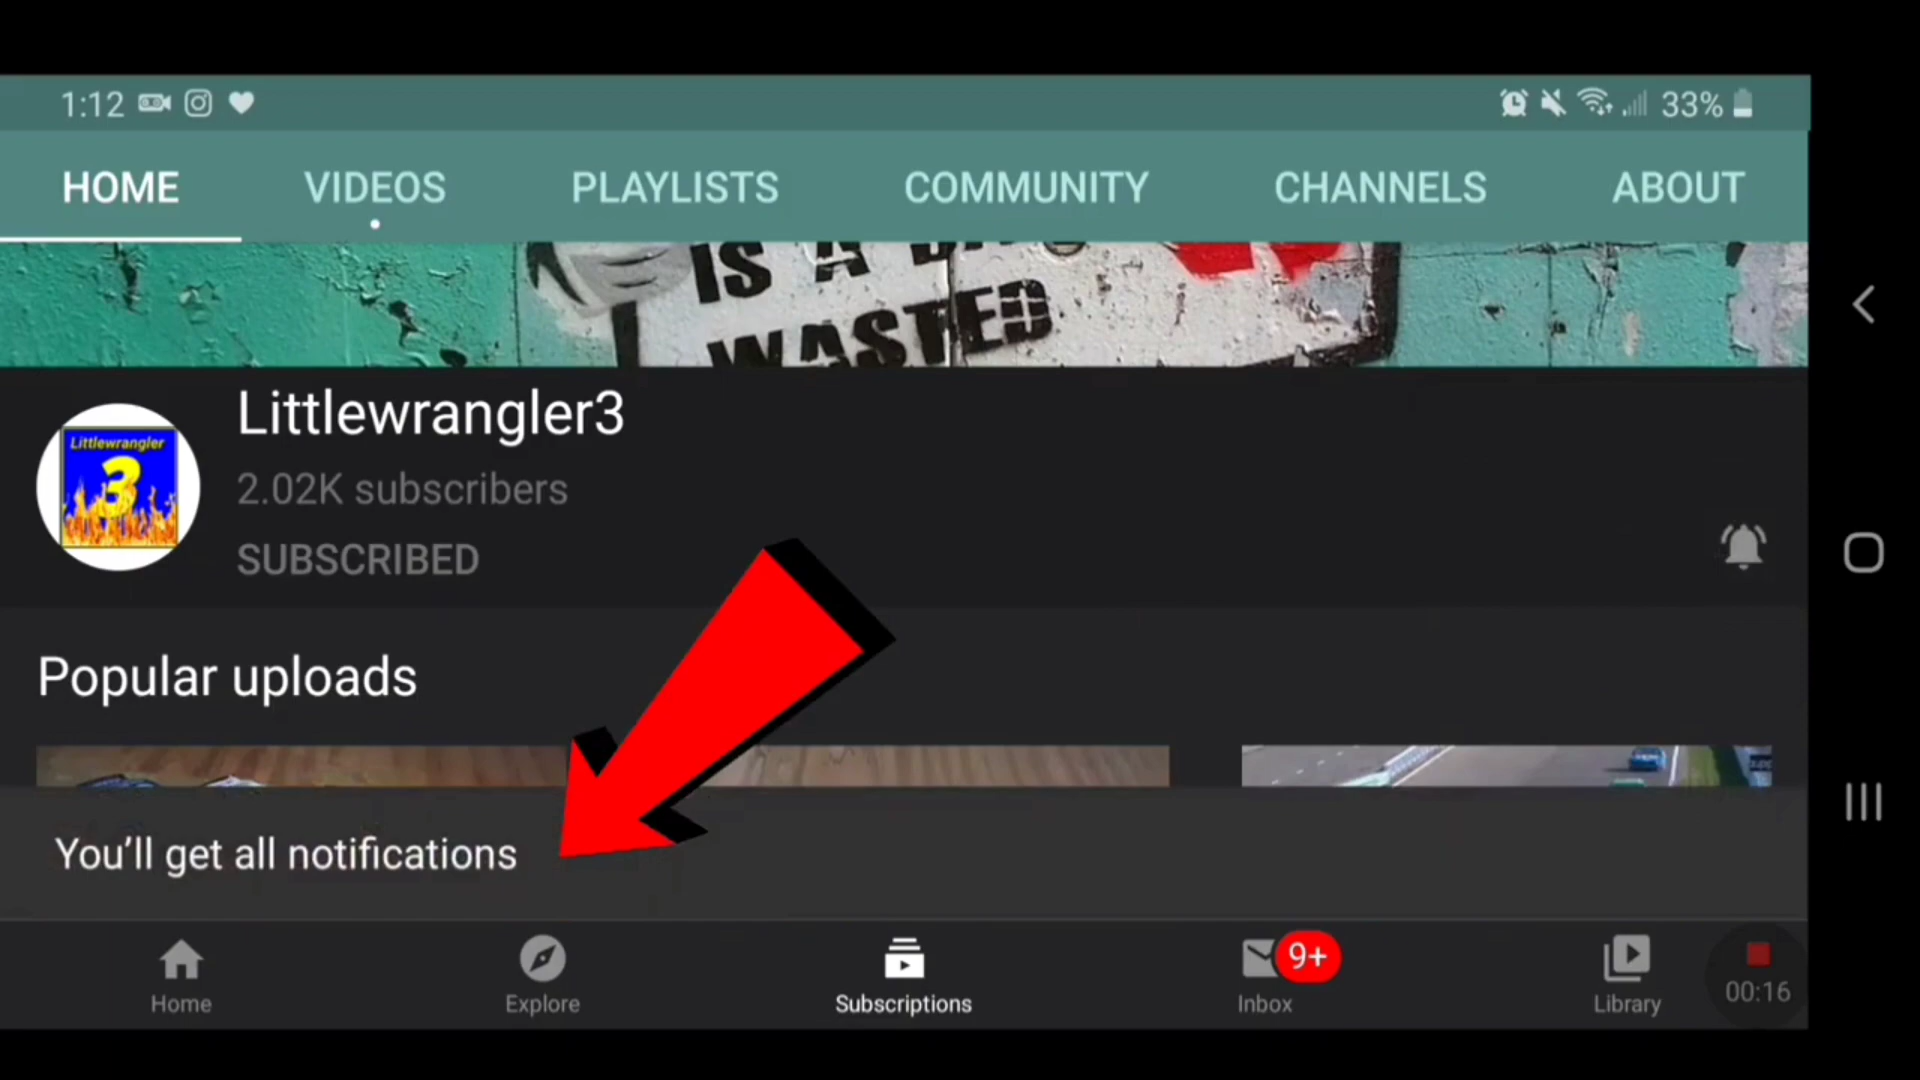 1:12
33%
HOME VIDEOS PLAYLISTS COMMUNITY CHANNELS ABOUT
IS A
WASTED
Littlewrangler3
Littlewrangler
3
2.02K subscribers
SUBSCRIBED
Popular uploads
You'll get all notifications
9+
Home Explore Subscriptions Inbox Library
00:16